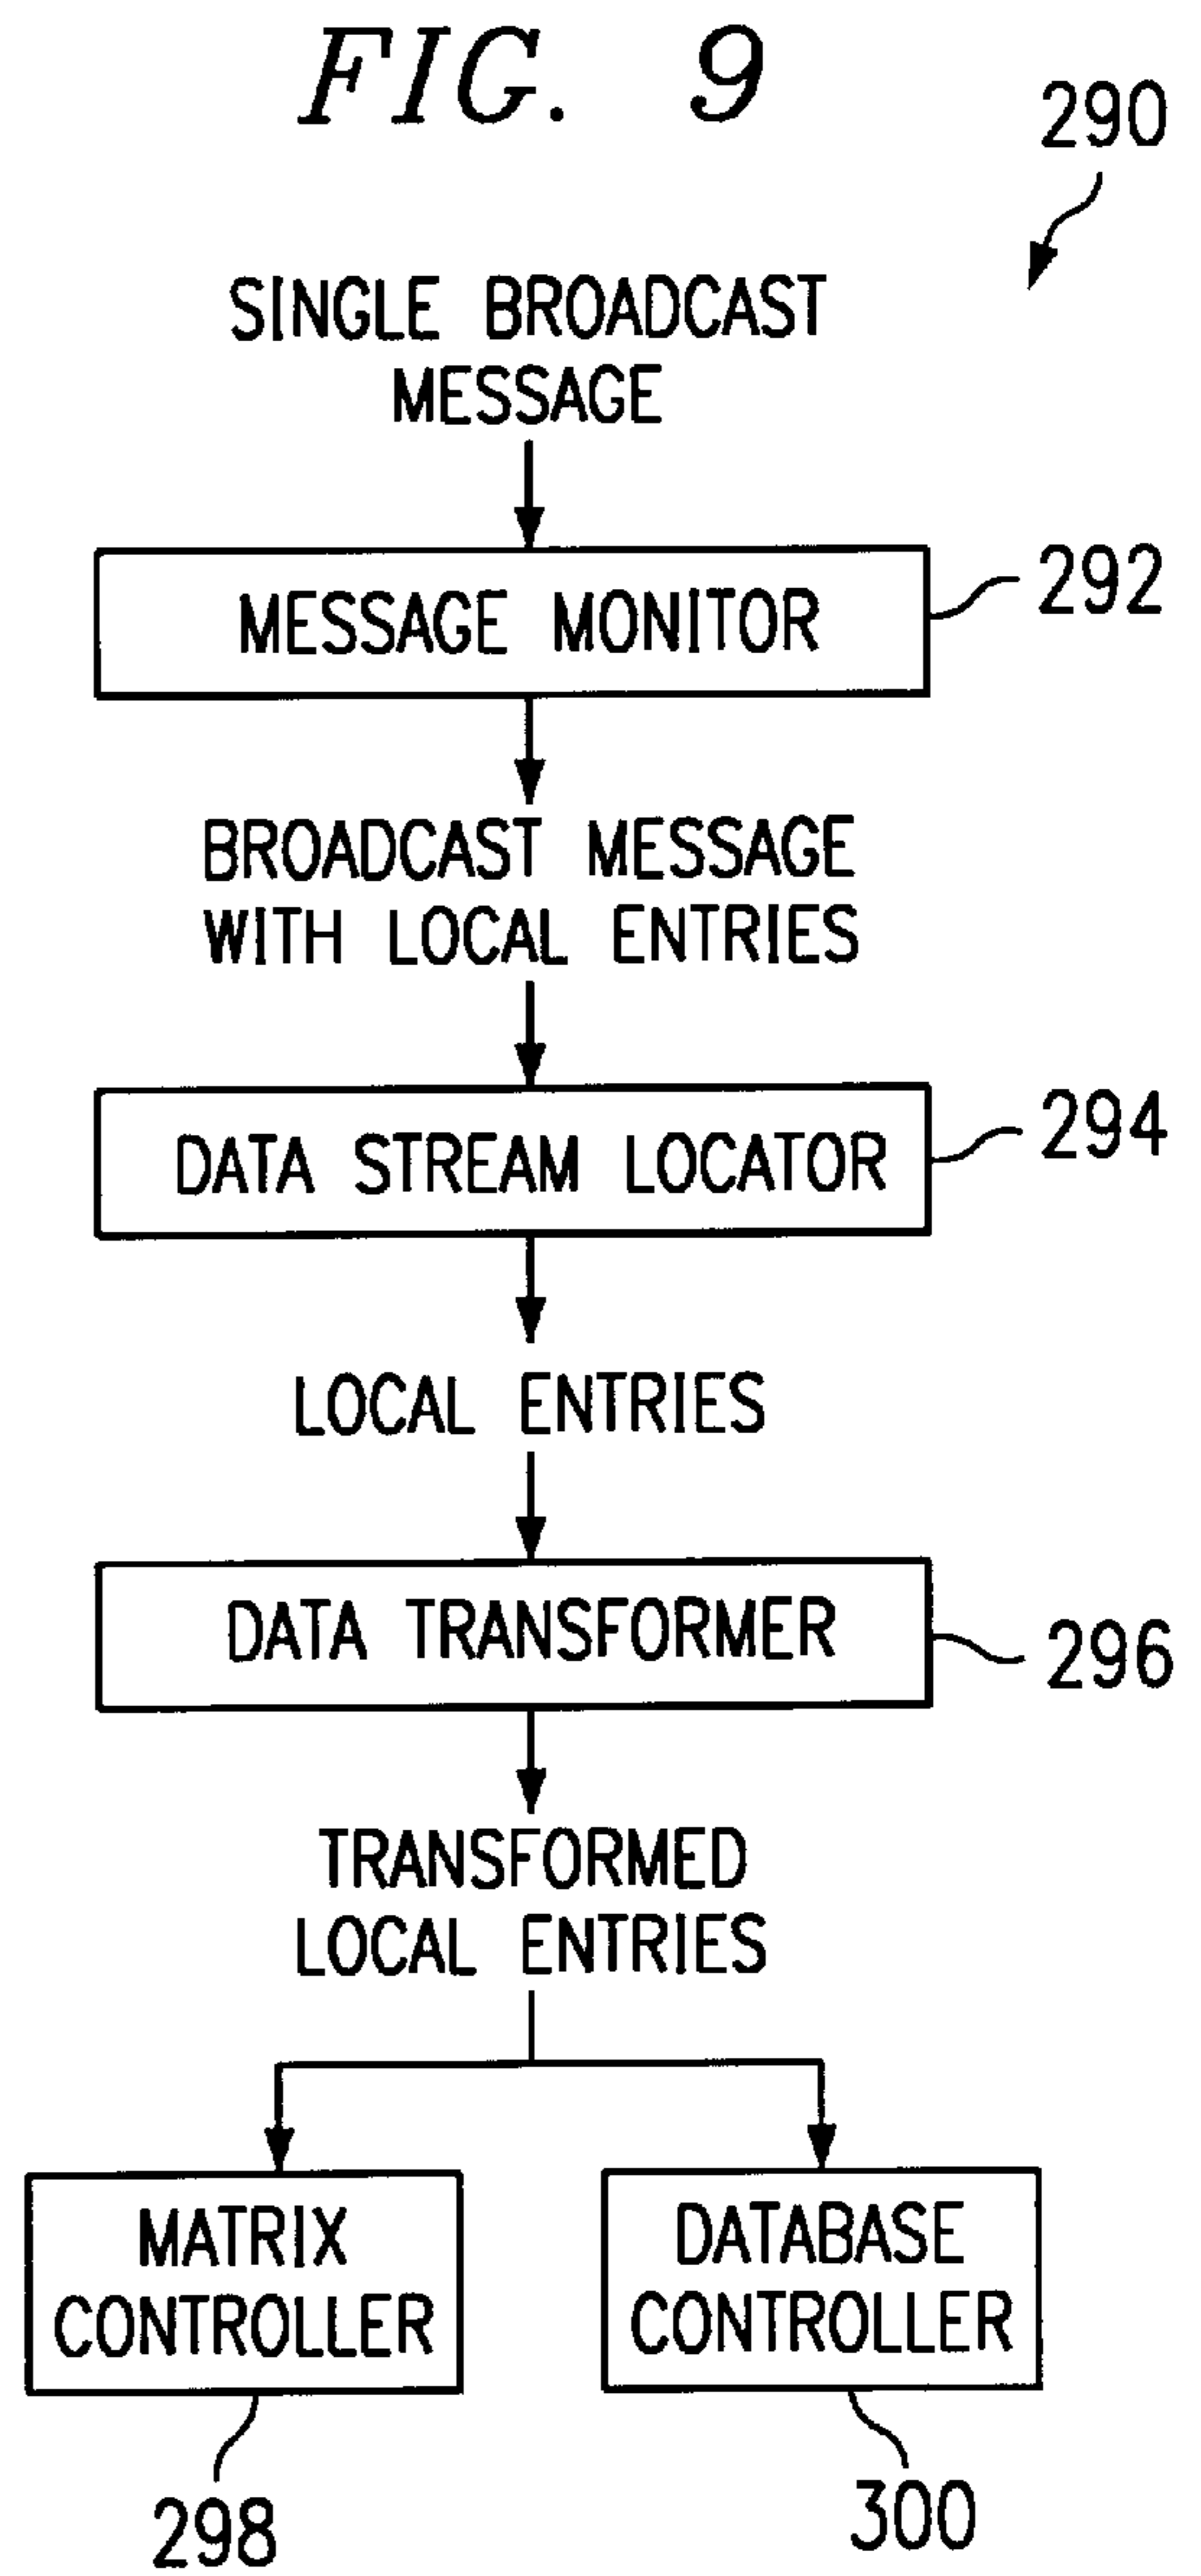 FIG. 9
290
SINGLE BROADCAST
MESSAGE
MESSAGE MONITOR
292
BROADCAST MESSAGE
WITH LOCAL ENTRIES
DATA STREAM LOCATOR
294
LOCAL ENTRIES
DATA TRANSFORMER
296
TRANSFORMED
LOCAL ENTRIES
MATRIX
CONTROLLER
298
DATABASE
CONTROLLER
300